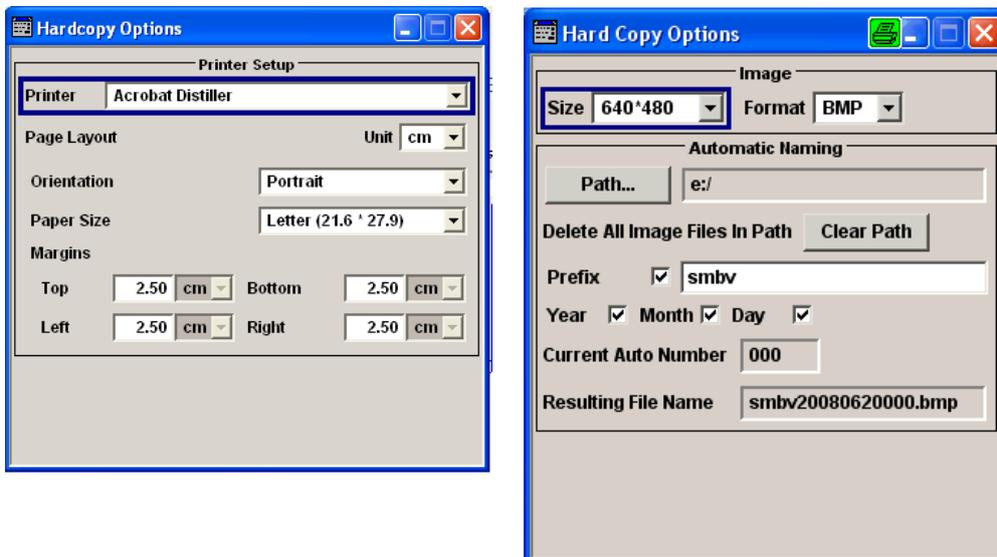 Hardcopy Options
Printer Setup
Printer Acrobat Distiller
Page Layout Unit cm
Orientation Portrait
Paper Size Letter (21.6 * 27.9)
Margins
Top 2.50 cm Bottom 2.50 cm
Left 2.50 cm Right 2.50 cm
Hard Copy Options
Image
Size 640*480 Format BMP
Automatic Naming
Path... e:/
Delete All Image Files In Path Clear Path
Prefix smbv
Year Month Day
Current Auto Number 000
Resulting File Name smbv20080620000.bmp